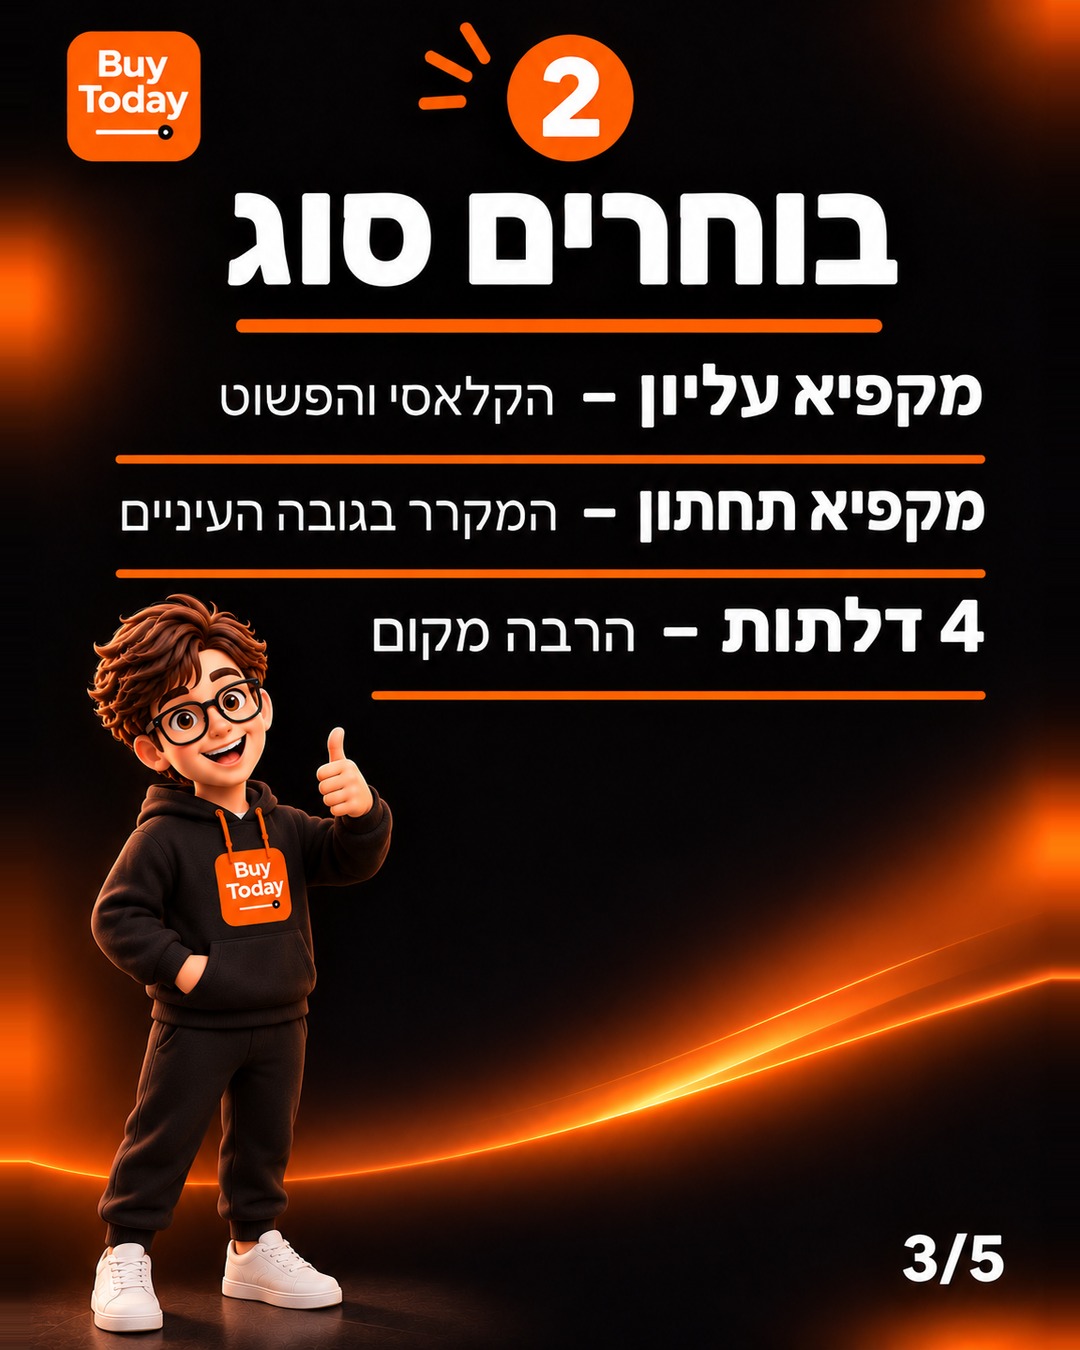 Buy
Today
2
בוחרים סוג
מקפיא עליון – הקלאסי והפשוט
מקפיא תחתון – המקרר בגובה העיניים
4 דלתות – הרבה מקום
Buy
Today
3/5